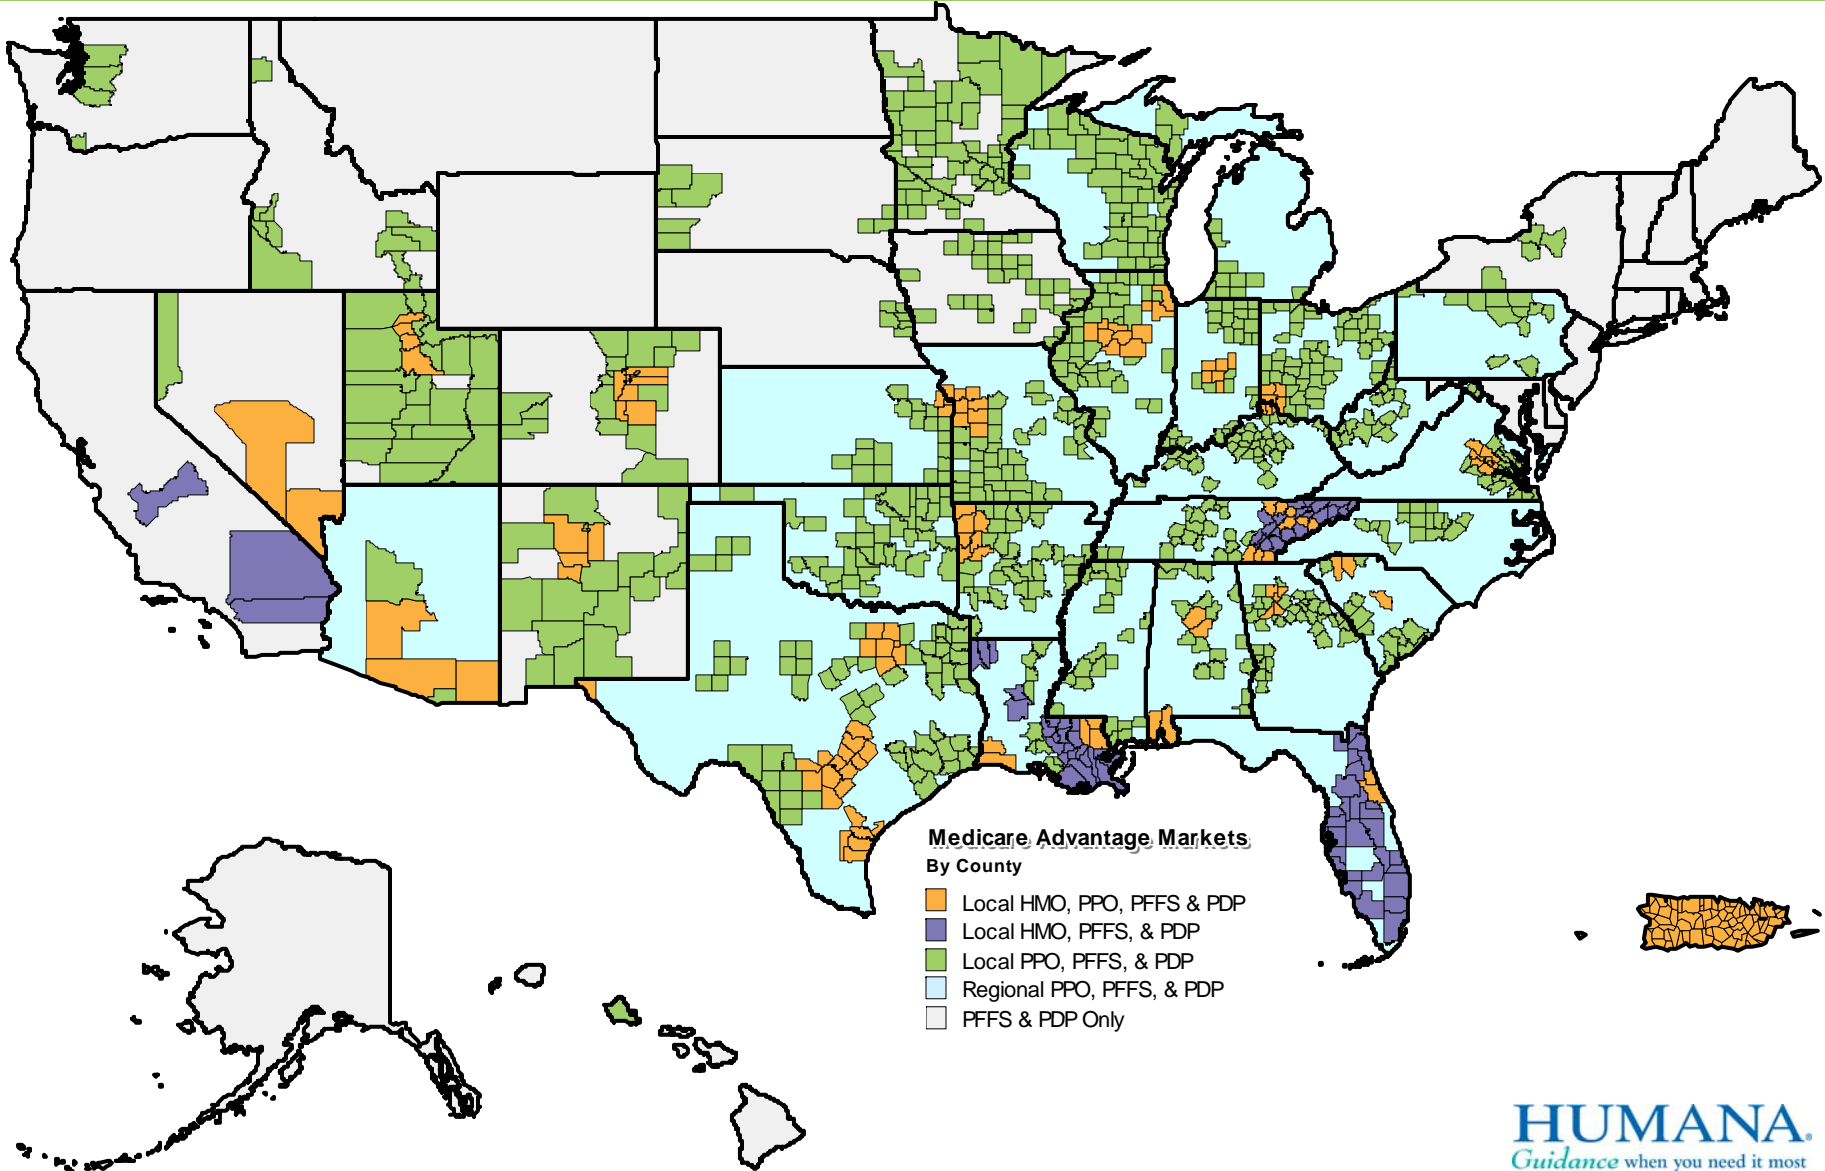 Medicare Advantage Markets
By County
Local HMO, PPO, PFFS & PDP
Local HMO, PFFS, & PDP
Local PPO, PFFS, & PDP
Regional PPO, PFFS, & PDP
PFFS & PDP Only
HUMANA®
Guidance when you need it most